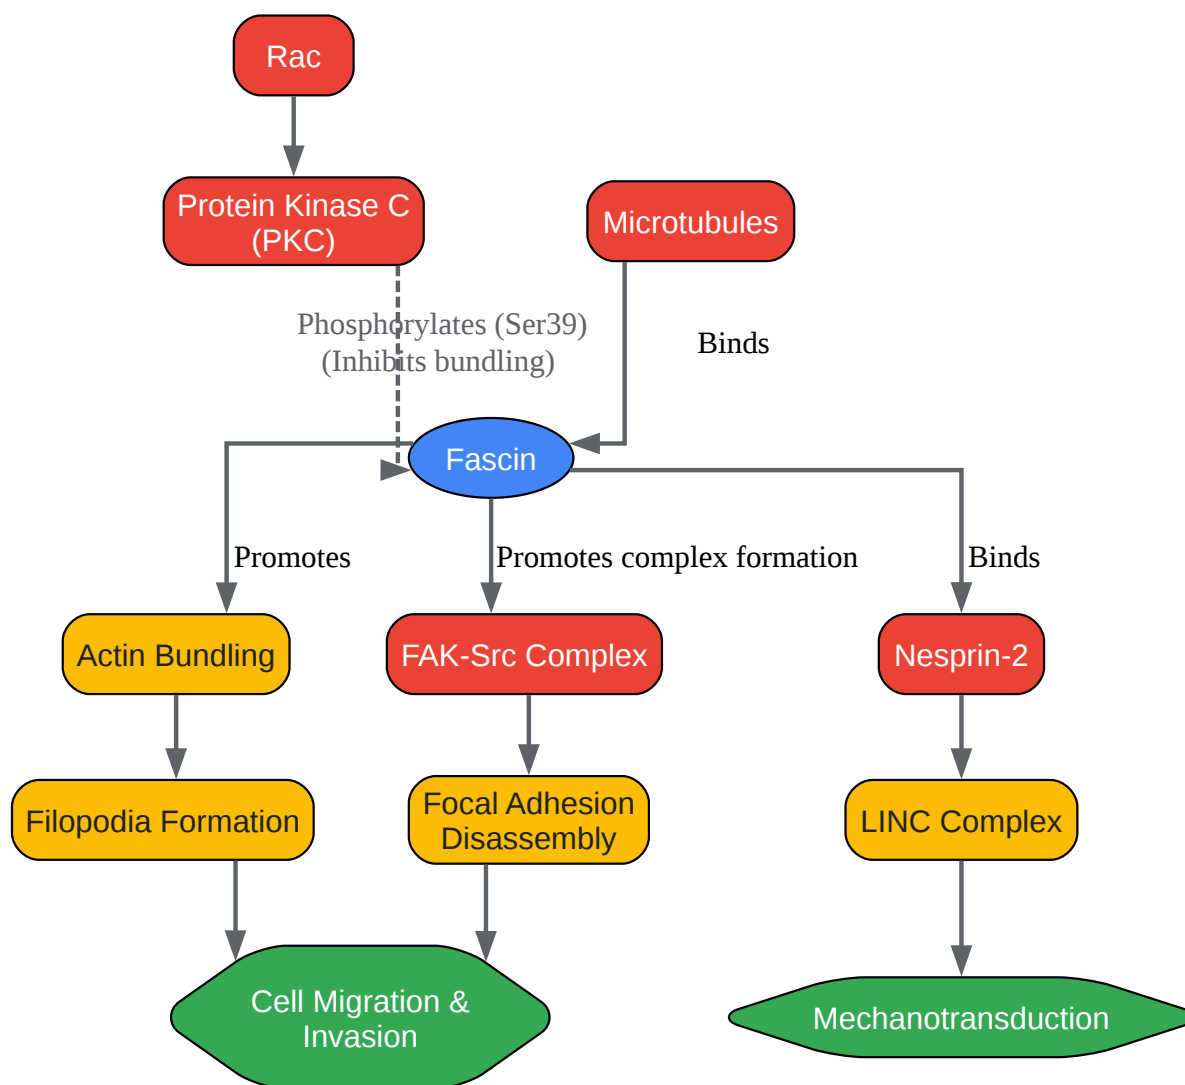 Rac
Protein Kinase C
(PKC)
Microtubules
Phosphorylates (Ser39)
(Inhibits bundling)
Binds
Fascin
Promotes
Promotes complex formation
Binds
Actin Bundling
FAK-Src Complex
Nesprin-2
Filopodia Formation
Focal Adhesion
Disassembly
LINC Complex
Cell Migration &
Invasion
Mechanotransduction